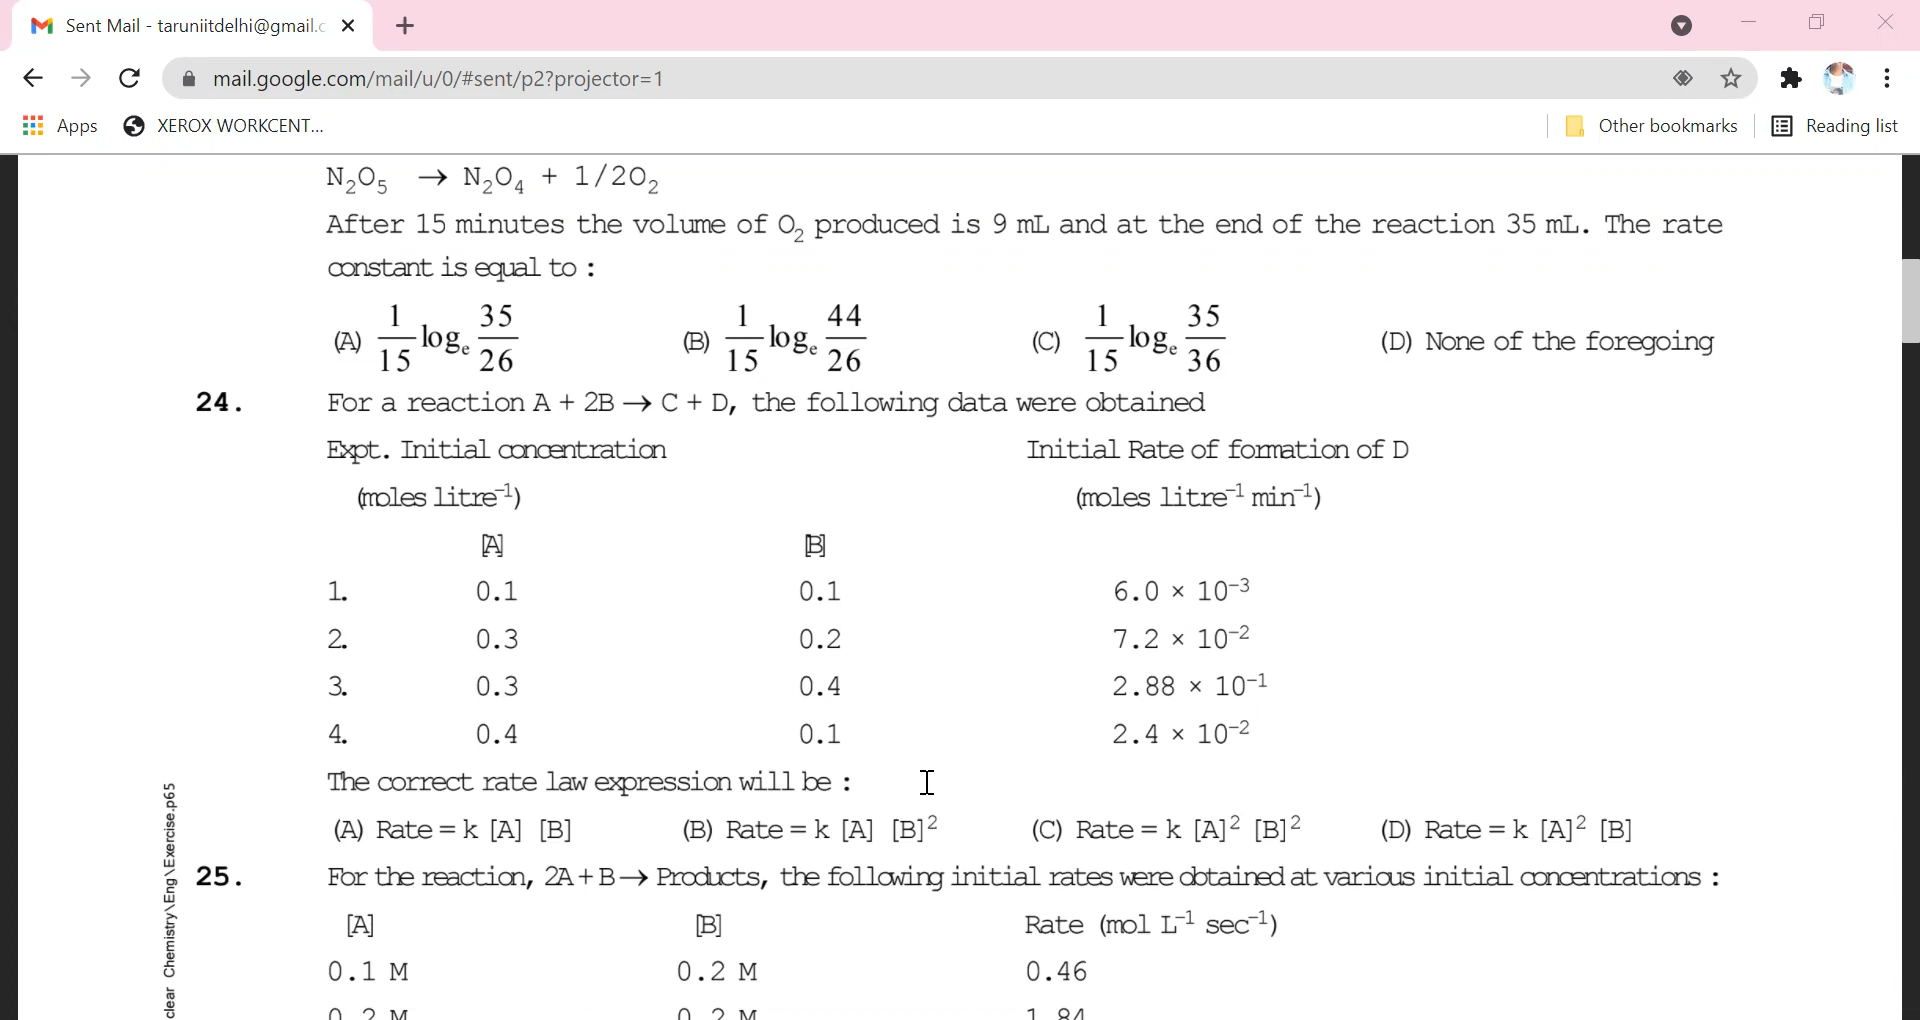 Sent Mail - taruniitdelhi@gmail.c
mail.google.com/mail/u/0/#sent/p2?projector=1
Apps XEROX WORKCENT... Other bookmarks Reading list
N₂O₅ → N₂O₄ + 1/2O₂
After 15 minutes the volume of O₂ produced is 9 mL and at the end of the reaction 35 mL. The rate
constant is equal to :
(A) 1/15 logₑ 35/26 (B) 1/15 logₑ 44/26 (C) 1/15 logₑ 35/36 (D) None of the foregoing
24. For a reaction A + 2B → C + D, the following data were obtained
Expt. Initial concentration Initial Rate of formation of D
(moles litre⁻¹) (moles litre⁻¹ min⁻¹)
[A] [B]
1. 0.1 0.1 6.0 × 10⁻³
2. 0.3 0.2 7.2 × 10⁻²
3. 0.3 0.4 2.88 × 10⁻¹
4. 0.4 0.1 2.4 × 10⁻²
The correct rate law expression will be :
(A) Rate = k [A] [B] (B) Rate = k [A] [B]² (C) Rate = k [A]² [B]² (D) Rate = k [A]² [B]
25. For the reaction, 2A + B → Products, the following initial rates were obtained at various initial concentrations :
[A] [B] Rate (mol L⁻¹ sec⁻¹)
0.1 M 0.2 M 0.46
0.2 M 0.2 M 1.84
clear Chemistry\Eng\Exercise.p65